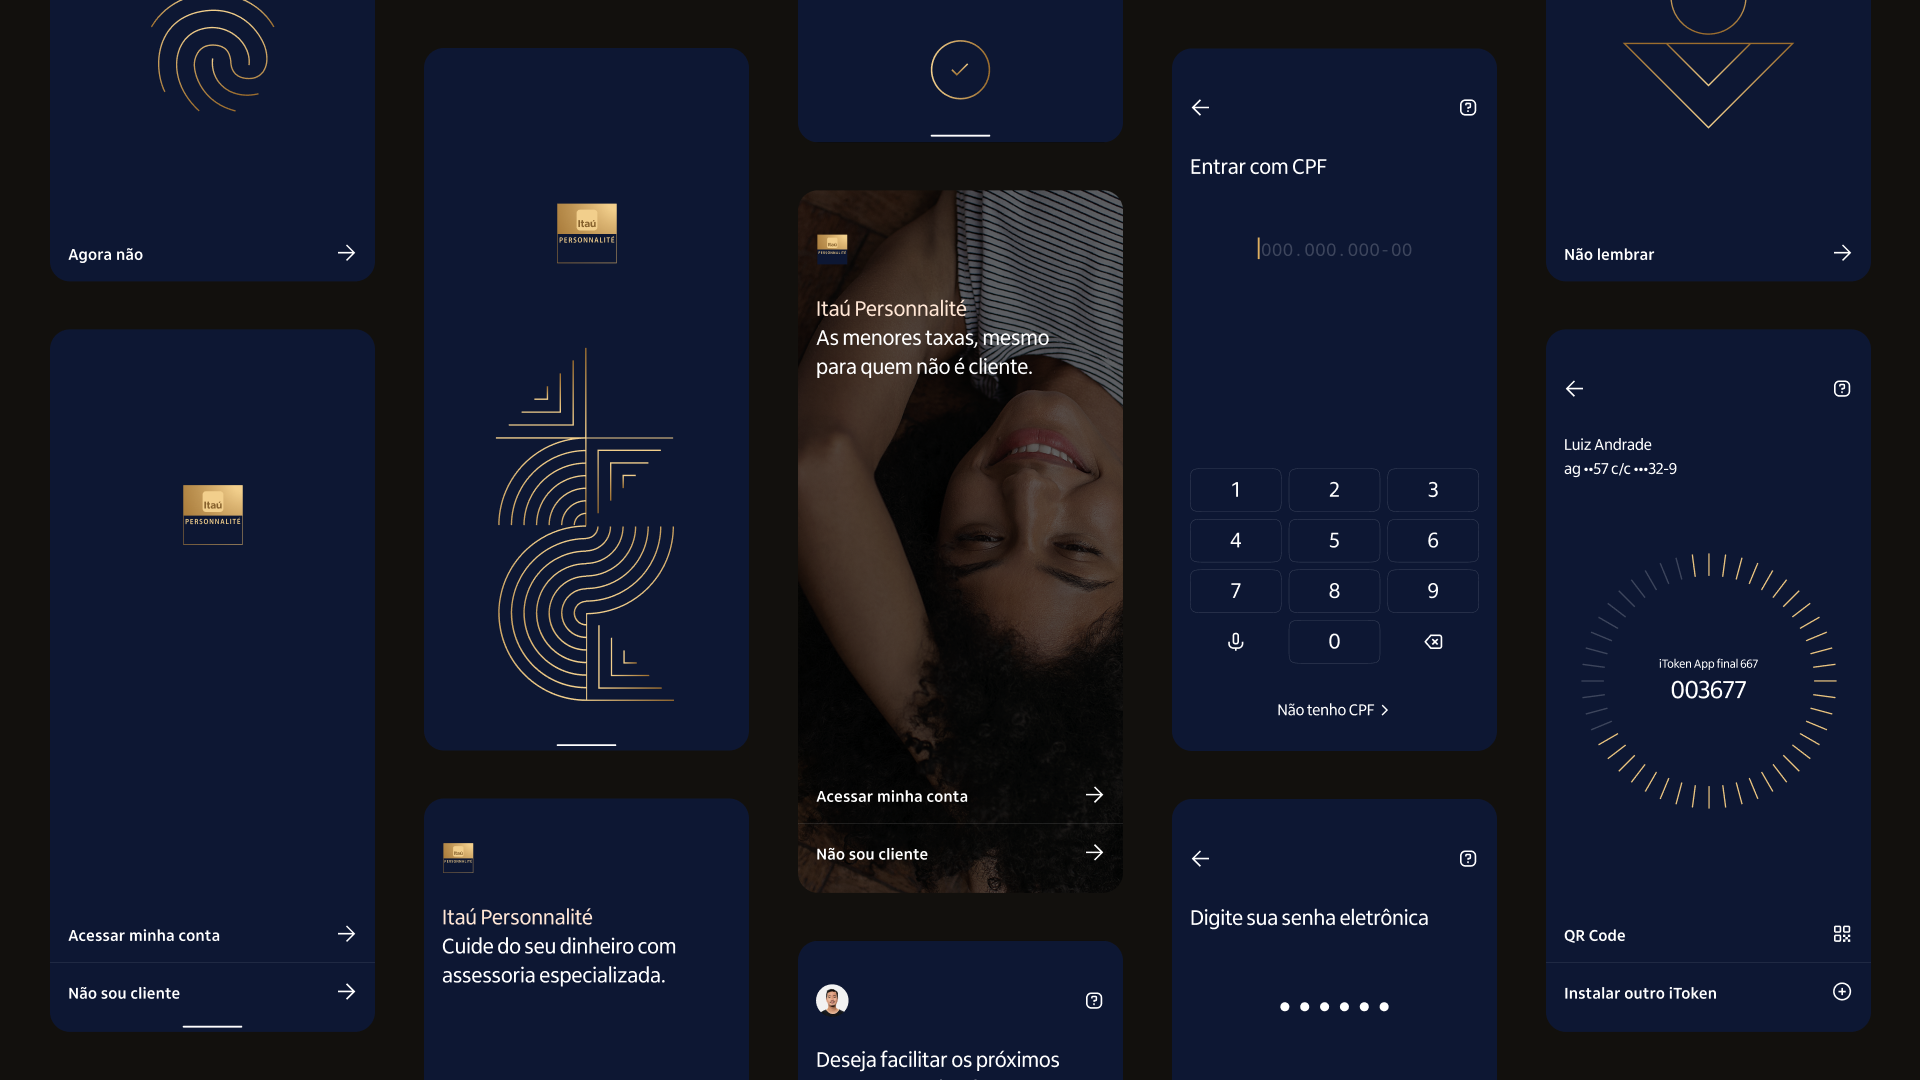 Agora não
Itaú
PERSONNALITÉ
Acessar minha conta
Não sou cliente
Itaú
PERSONNALITÉ
Itaú
PERSONNALITÉ
Itaú Personnalité
Cuide do seu dinheiro com
assessoria especializada.
Itaú
PERSONNALITÉ
Itaú Personnalité
As menores taxas, mesmo
para quem não é cliente.
Acessar minha conta
Não sou cliente
Deseja facilitar os próximos
Entrar com CPF
000.000.000-00
1 2 3
4 5 6
7 8 9
0
Não tenho CPF
Digite sua senha eletrônica
Não lembrar
Luiz Andrade
ag ••57 c/c •••32-9
iToken App final 667
003677
QR Code
Instalar outro iToken